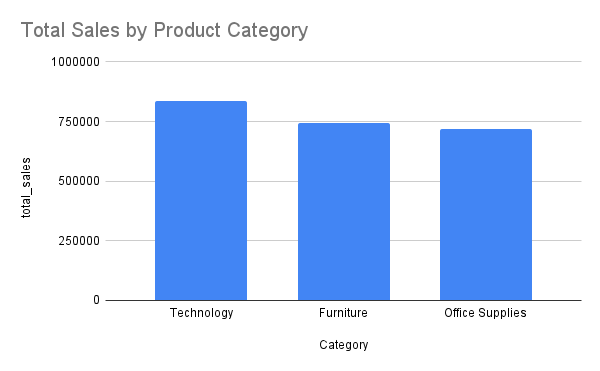 Total Sales by Product Category
1000000
750000
500000
250000
0
total_sales
Technology
Furniture
Office Supplies
Category